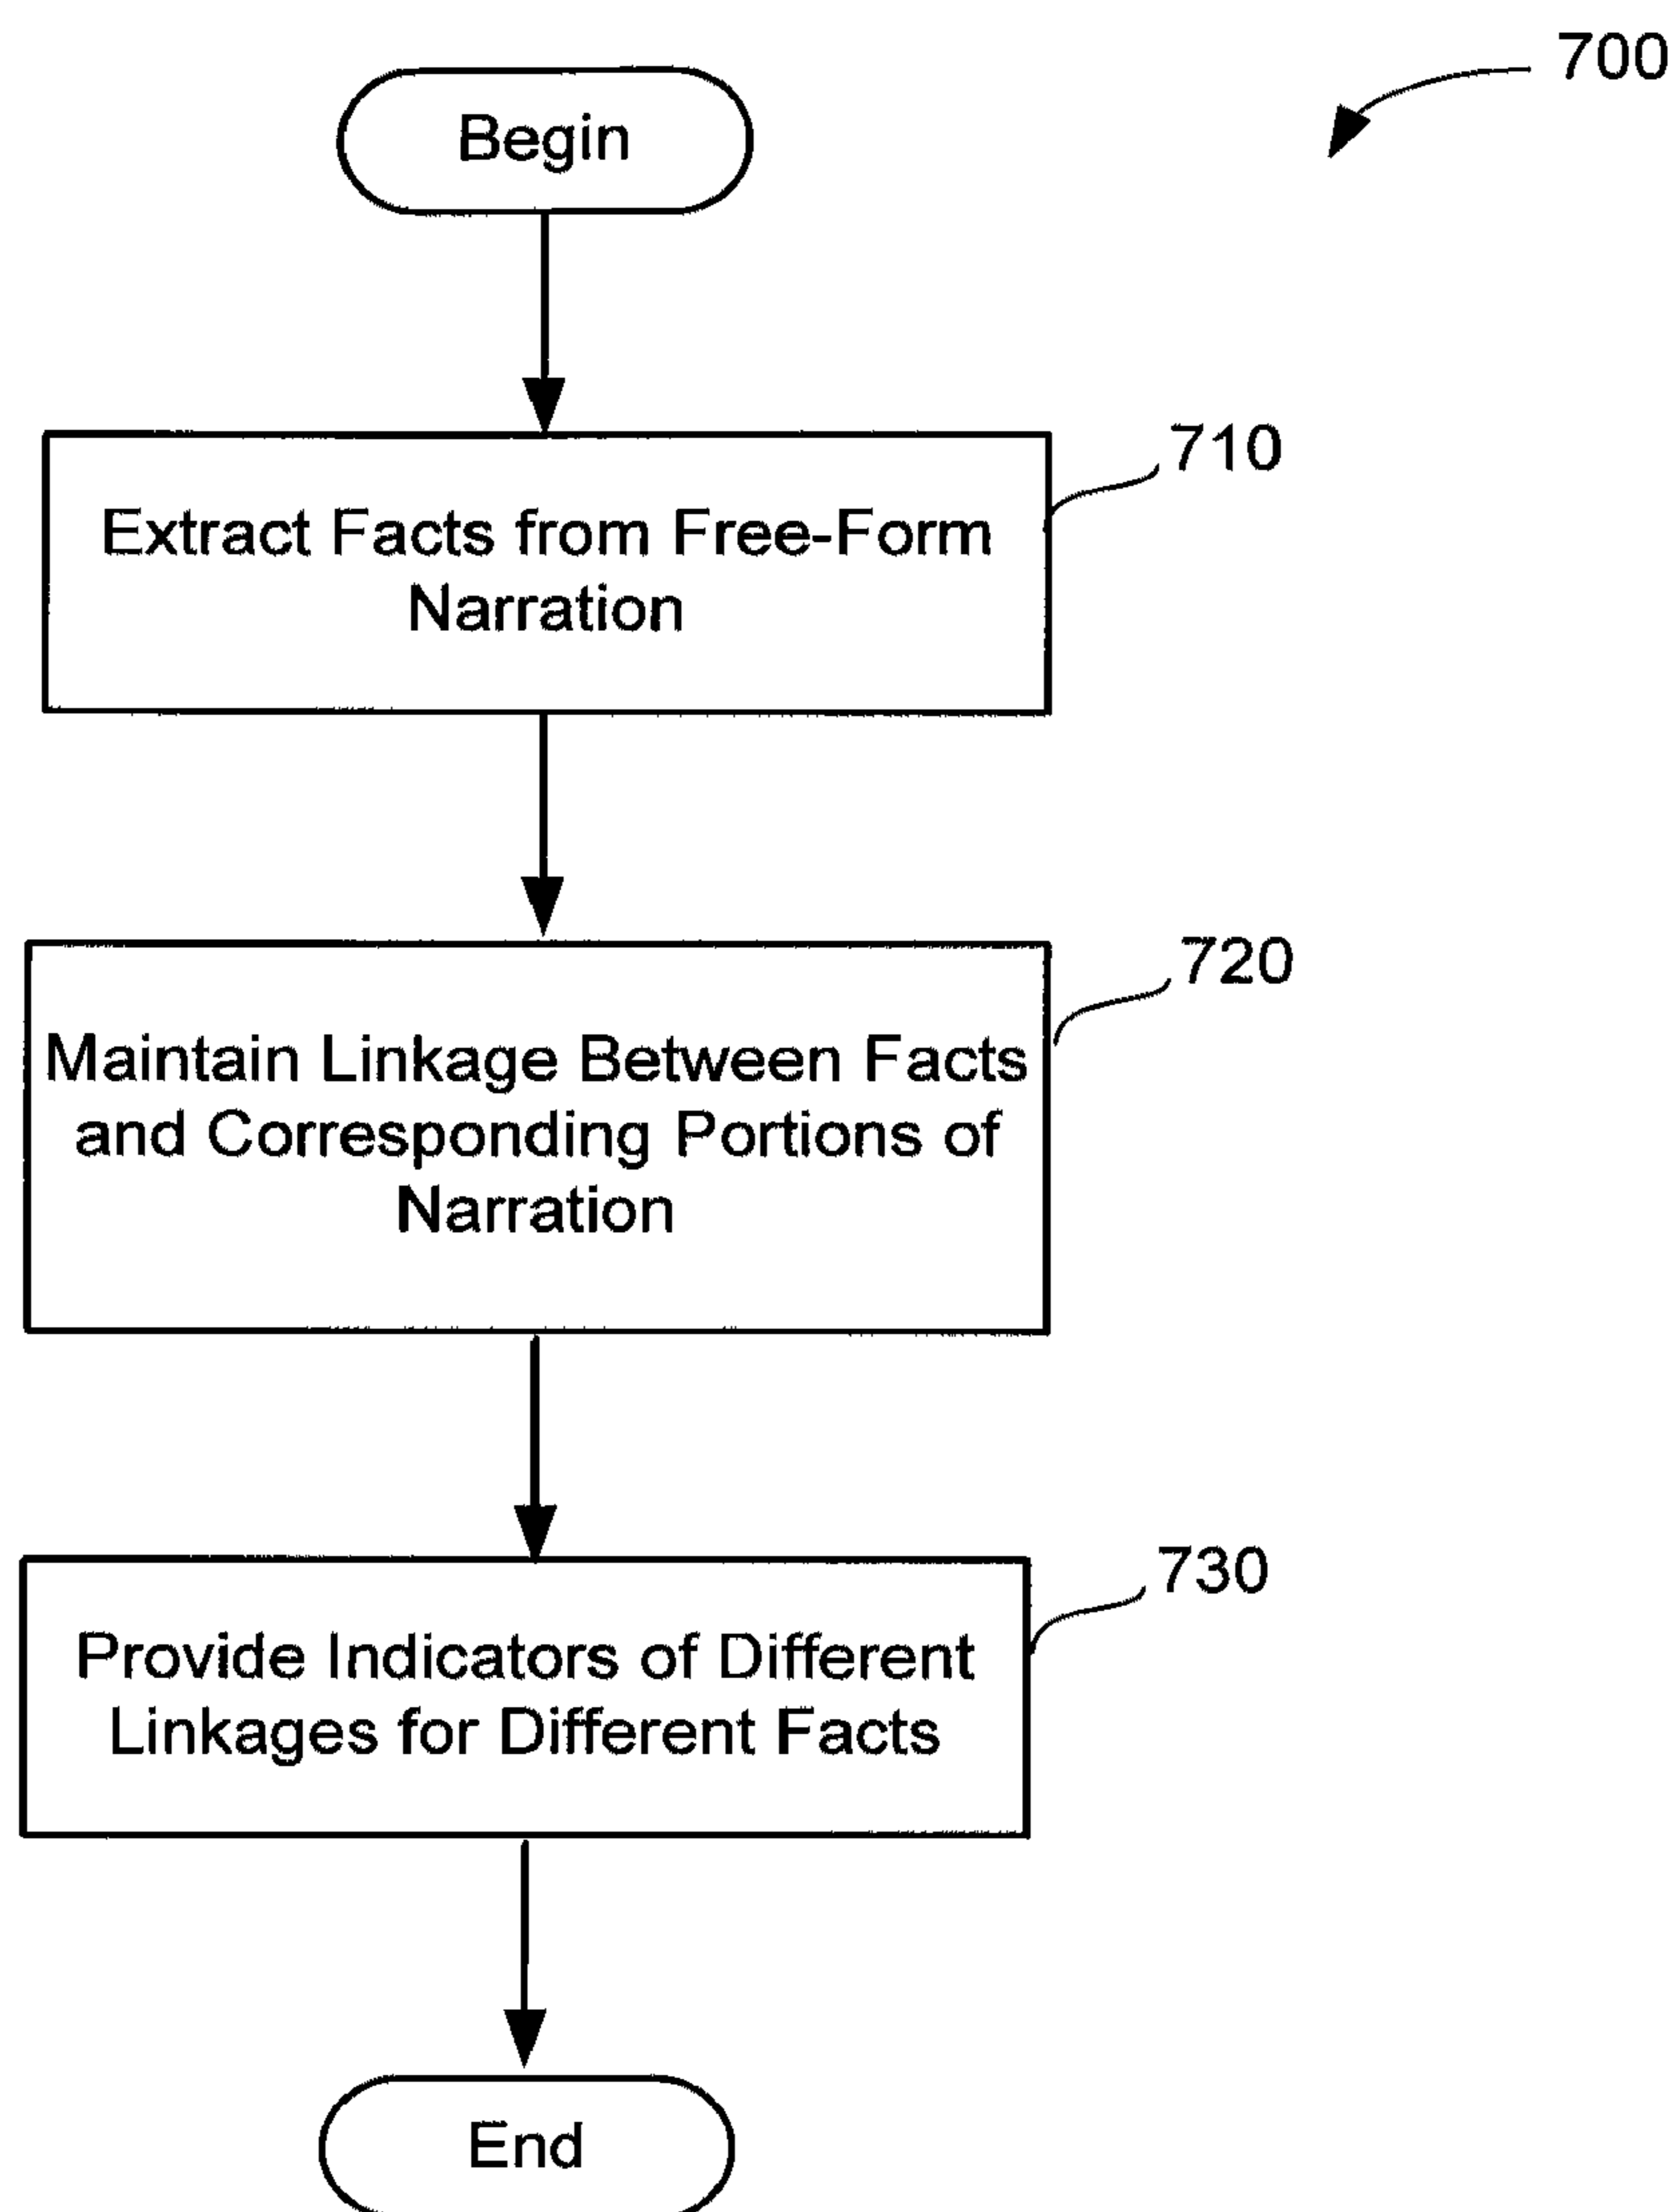 700
Begin
710
Extract Facts from Free-Form
Narration
720
Maintain Linkage Between Facts
and Corresponding Portions of
Narration
730
Provide Indicators of Different
Linkages for Different Facts
End